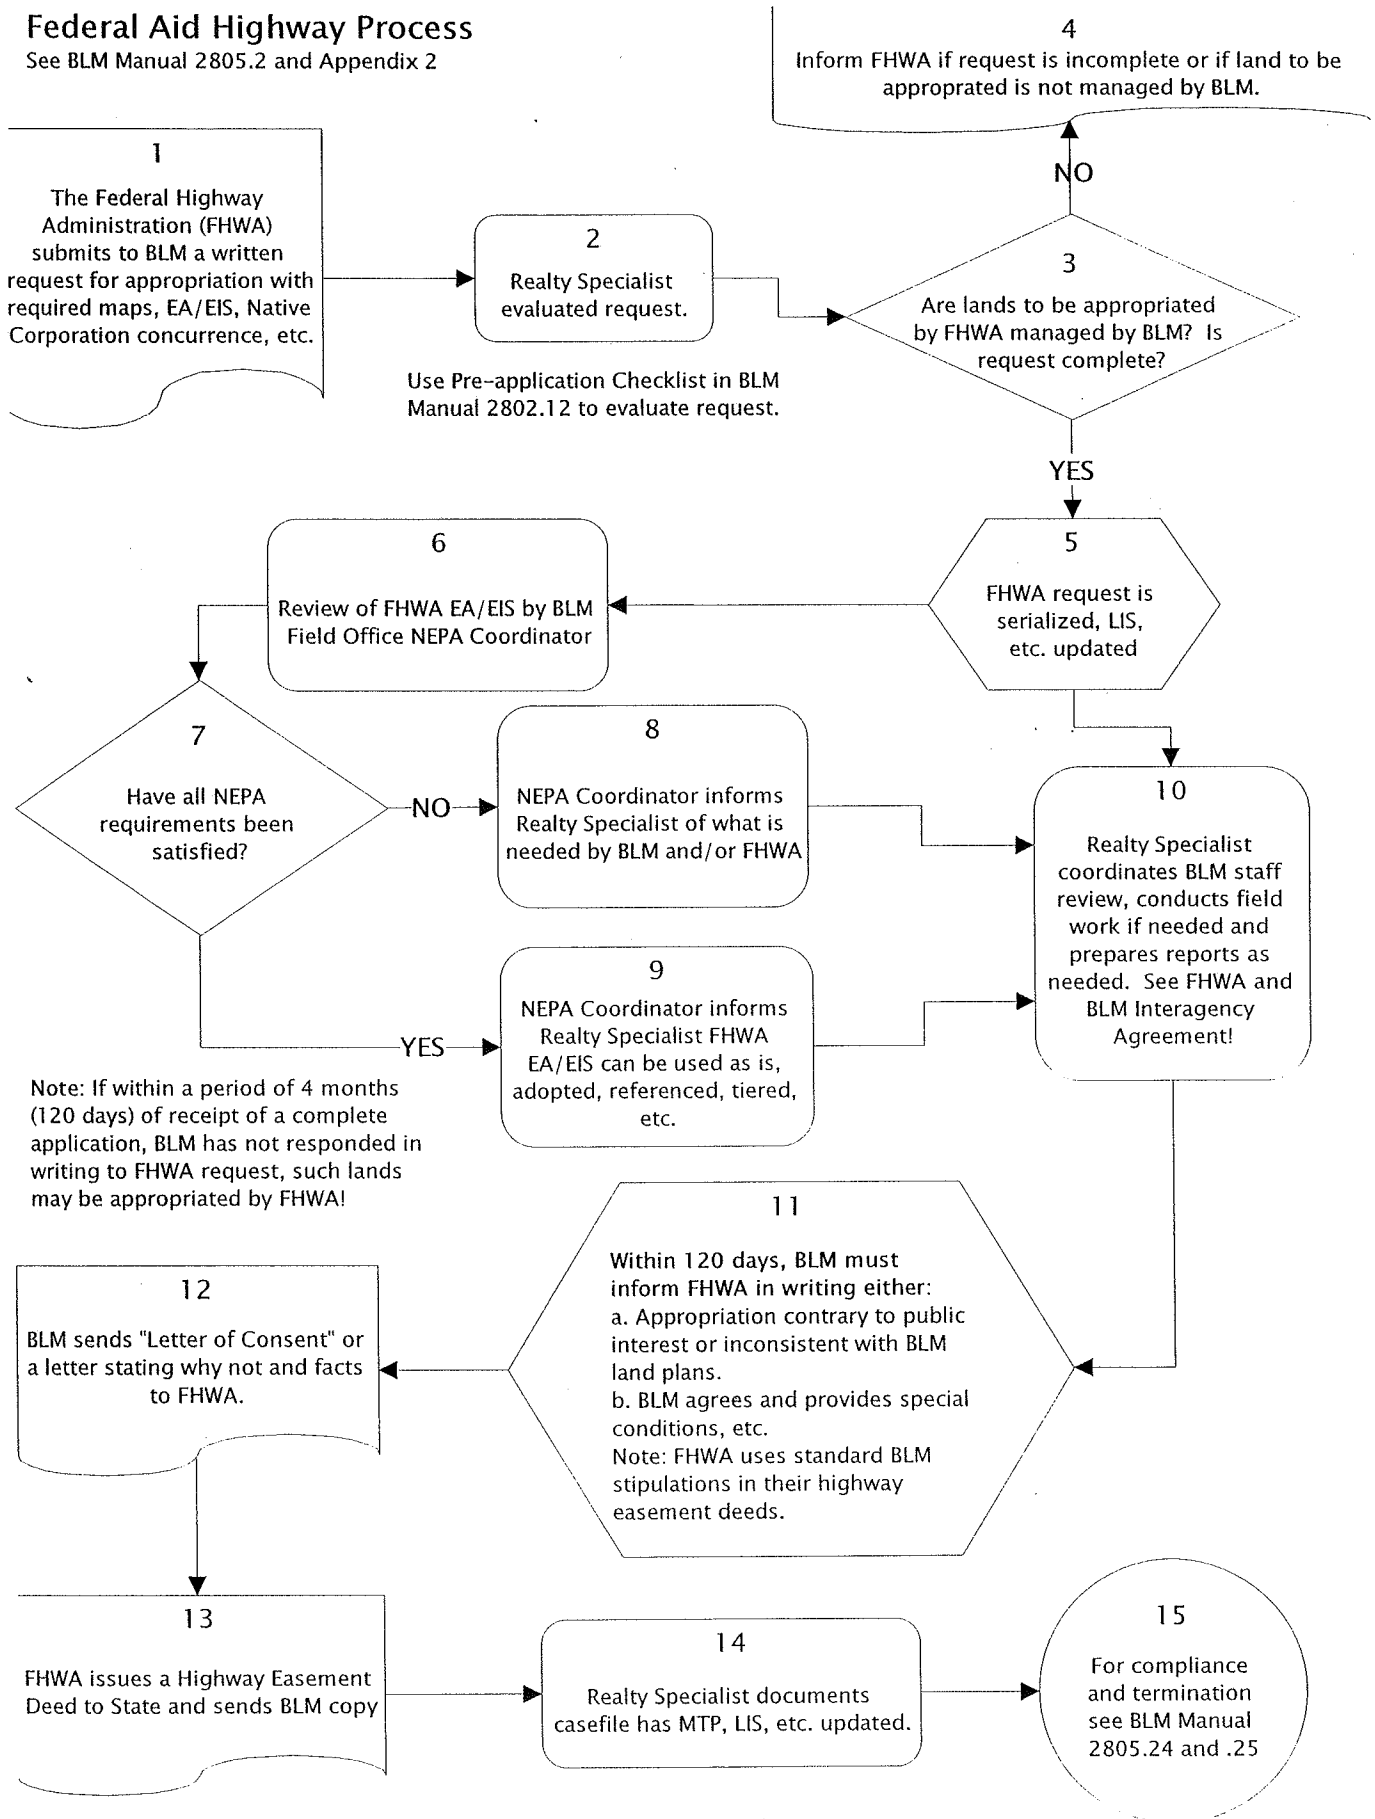 Federal Aid Highway Process
See BLM Manual 2805.2 and Appendix 2
4
Inform FHWA if request is incomplete or if land to be
approprated is not managed by BLM.
1
The Federal Highway
Administration (FHWA)
submits to BLM a written
request for appropriation with
required maps, EA/EIS, Native
Corporation concurrence, etc.
NO
2
Realty Specialist
evaluated request.
3
Are lands to be appropriated
by FHWA managed by BLM? Is
request complete?
Use Pre-application Checklist in BLM
Manual 2802.12 to evaluate request.
YES
6
Review of FHWA EA/EIS by BLM
Field Office NEPA Coordinator
5
FHWA request is
serialized, LIS,
etc. updated
7
Have all NEPA
requirements been
satisfied?
NO
8
NEPA Coordinator informs
Realty Specialist of what is
needed by BLM and/or FHWA
10
Realty Specialist
coordinates BLM staff
review, conducts field
work if needed and
prepares reports as
needed. See FHWA and
BLM Interagency
Agreement!
YES
9
NEPA Coordinator informs
Realty Specialist FHWA
EA/EIS can be used as is,
adopted, referenced, tiered,
etc.
Note: If within a period of 4 months
(120 days) of receipt of a complete
application, BLM has not responded in
writing to FHWA request, such lands
may be appropriated by FHWA!
11
Within 120 days, BLM must
inform FHWA in writing either:
a. Appropriation contrary to public
interest or inconsistent with BLM
land plans.
b. BLM agrees and provides special
conditions, etc.
Note: FHWA uses standard BLM
stipulations in their highway
easement deeds.
12
BLM sends "Letter of Consent" or
a letter stating why not and facts
to FHWA.
13
FHWA issues a Highway Easement
Deed to State and sends BLM copy
14
Realty Specialist documents
casefile has MTP, LIS, etc. updated.
15
For compliance
and termination
see BLM Manual
2805.24 and .25